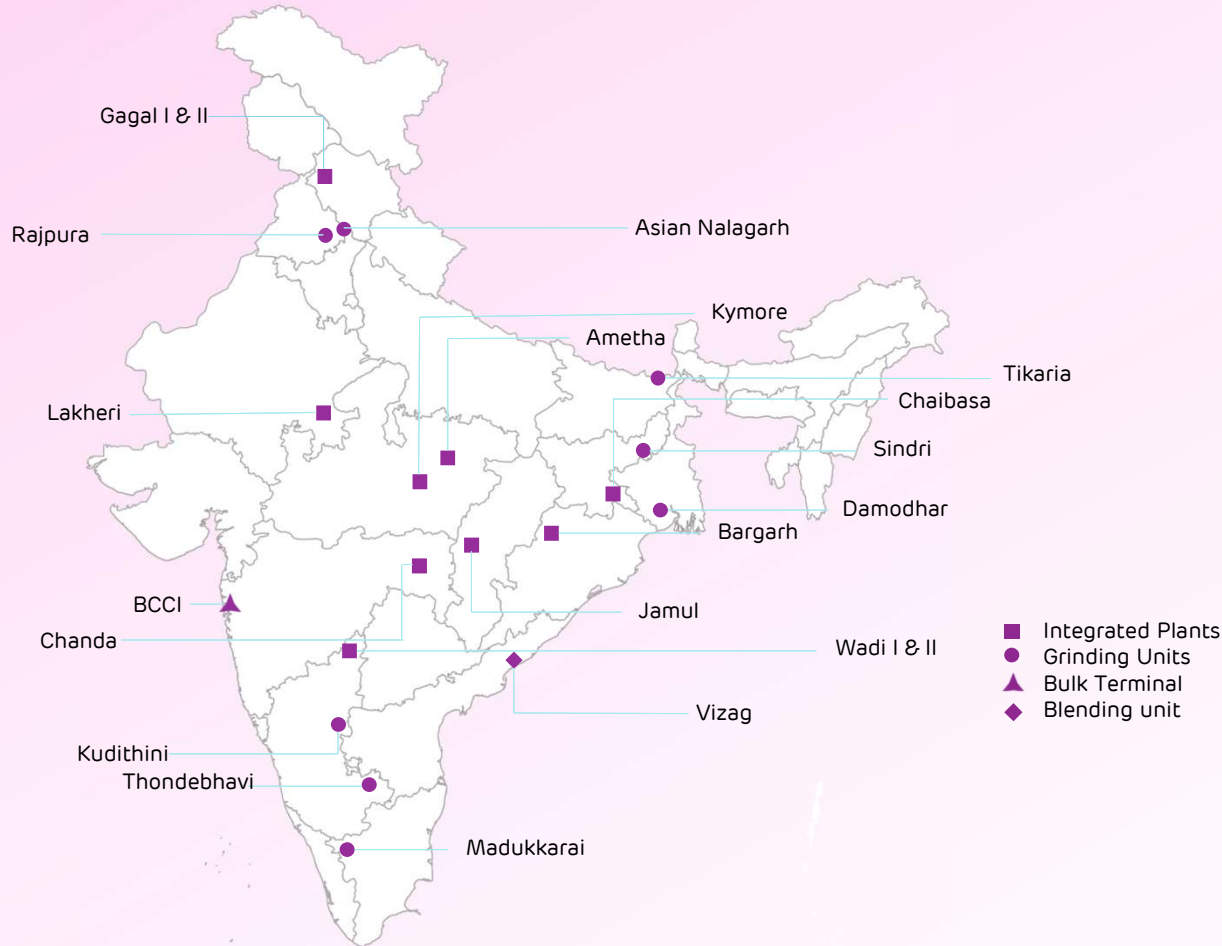 Gagal I & II
Rajpura
Asian Nalagarh
Kymore
Ametha
Tikaria
Chaibasa
Lakheri
Sindri
Damodhar
Bargarh
BCCI
Jamul
Chanda
Wadi I & II
Vizag
Kudithini
Thondebhavi
Madukkarai
Integrated Plants
Grinding Units
Bulk Terminal
Blending unit